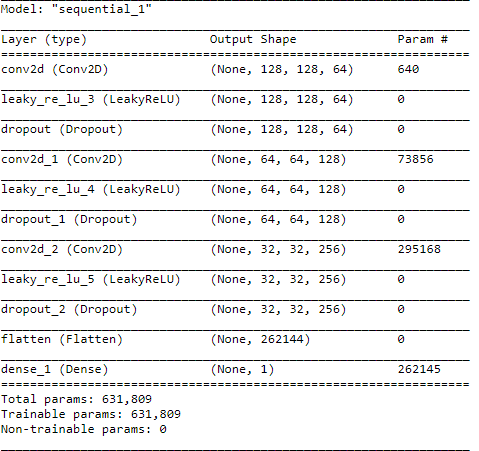 Model: "sequential_1"
Layer (type) Output Shape Param #
conv2d (Conv2D) (None, 128, 128, 64) 640
leaky_re_lu_3 (LeakyReLU) (None, 128, 128, 64) 0
dropout (Dropout) (None, 128, 128, 64) 0
conv2d_1 (Conv2D) (None, 64, 64, 128) 73856
leaky_re_lu_4 (LeakyReLU) (None, 64, 64, 128) 0
dropout_1 (Dropout) (None, 64, 64, 128) 0
conv2d_2 (Conv2D) (None, 32, 32, 256) 295168
leaky_re_lu_5 (LeakyReLU) (None, 32, 32, 256) 0
dropout_2 (Dropout) (None, 32, 32, 256) 0
flatten (Flatten) (None, 262144) 0
dense_1 (Dense) (None, 1) 262145
Total params: 631,809
Trainable params: 631,809
Non-trainable params: 0